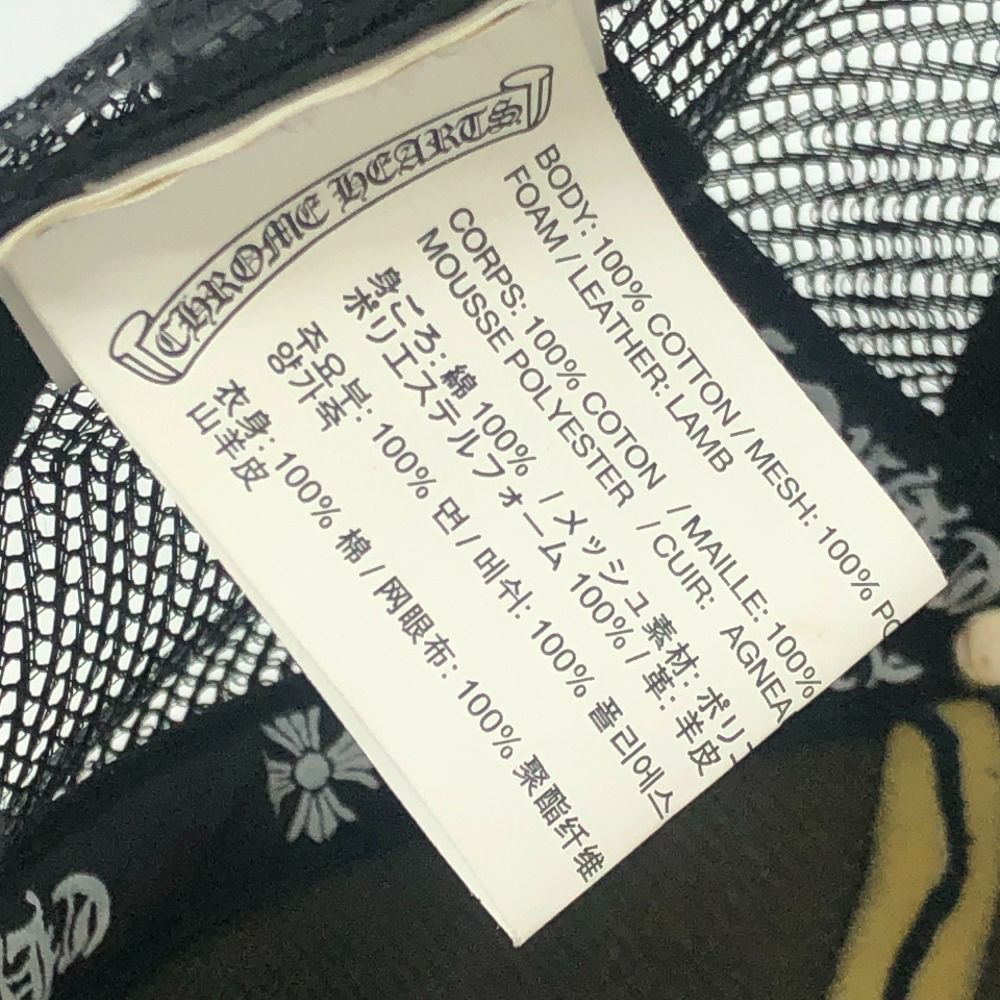 CHROME HEARTS
BODY: 100% COTTON / MESH: 100% PO
FOAM / LEATHER: LAMB
CORPS: 100% COTON / MAILLE: 100%
MOUSSE POLYESTER / CUIR: AGNEA
身ごろ: 綿 100% / メッシュ素材: ポリ
ポリエステルフォーム 100% / 革: 羊皮
주요부: 100% 면 / 메쉬: 100% 폴리에스
양가죽
衣身: 100% 棉 / 网眼布: 100% 聚酯纤维
山羊皮